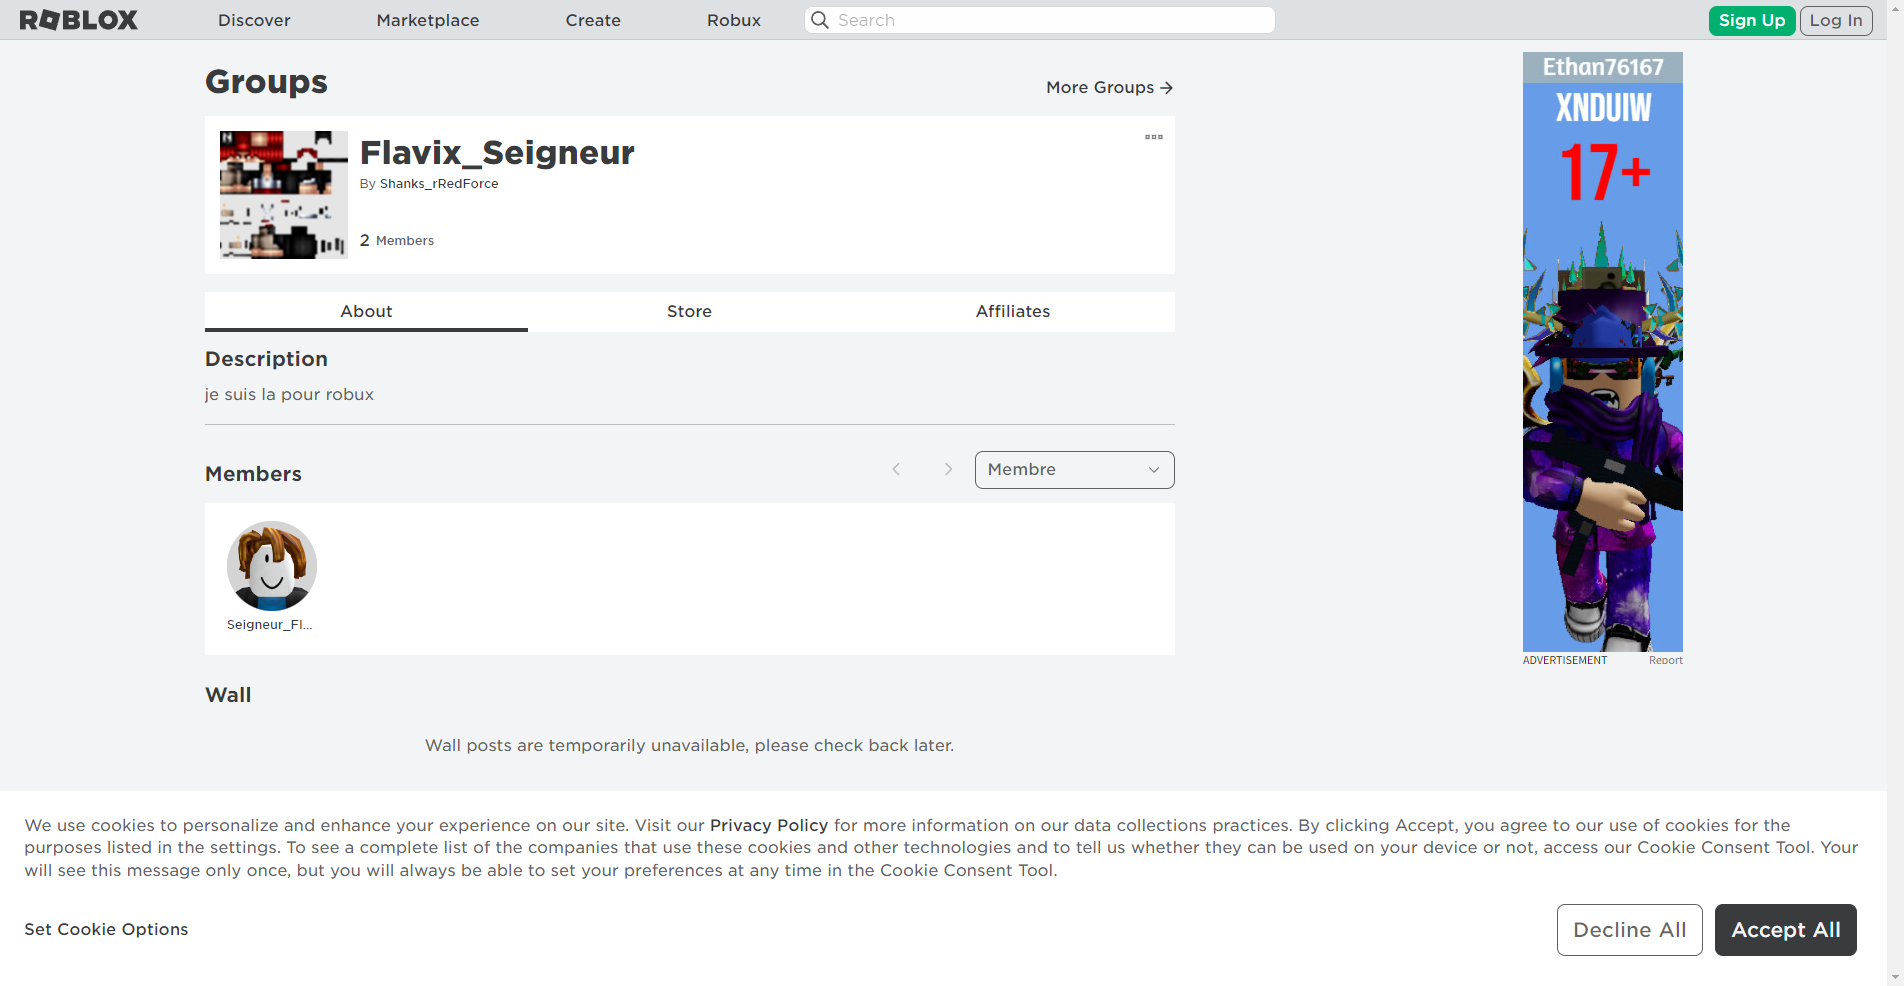 ROBLOX
Discover
Marketplace
Create
Robux
Search
Sign Up
Log In
Groups
More Groups →
Flavix_Seigneur
By Shanks_rRedForce
2 Members
About
Store
Affiliates
Description
je suis la pour robux
Members
Membre
Seigneur_Fl...
Wall
Wall posts are temporarily unavailable, please check back later.
Ethan76167
XNDUIW
17+
ADVERTISEMENT
Report
We use cookies to personalize and enhance your experience on our site. Visit our Privacy Policy for more information on our data collections practices. By clicking Accept, you agree to our use of cookies for the
purposes listed in the settings. To see a complete list of the companies that use these cookies and other technologies and to tell us whether they can be used on your device or not, access our Cookie Consent Tool. Your
will see this message only once, but you will always be able to set your preferences at any time in the Cookie Consent Tool.
Set Cookie Options
Decline All
Accept All